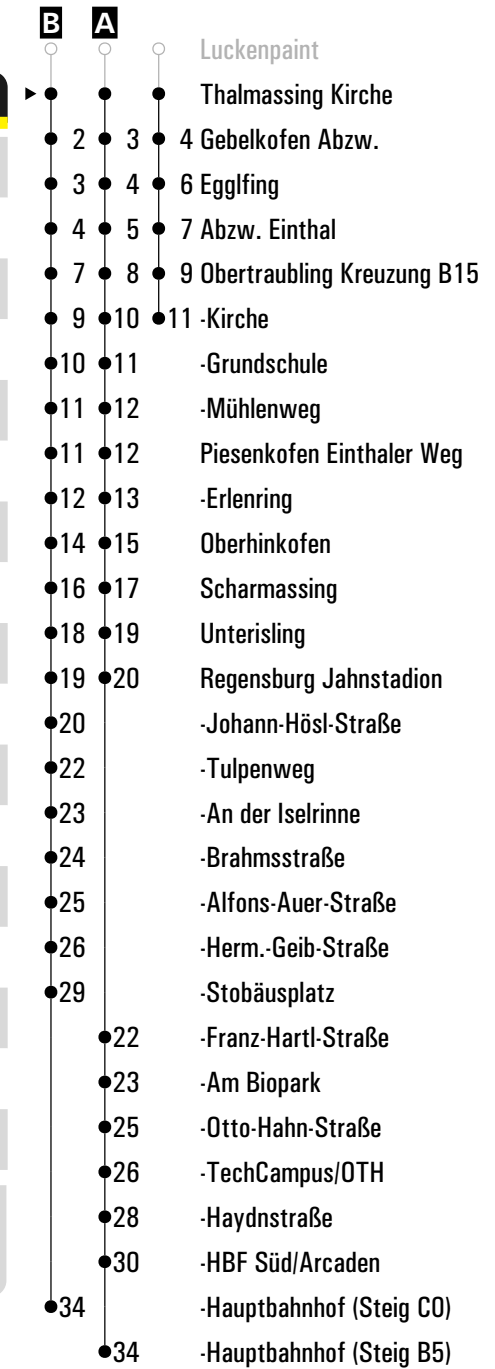 B A
Luckenpaint
Thalmassing Kirche
2 3 4 Gebelkofen Abzw.
3 4 6 Egglfing
4 5 7 Abzw. Einthal
7 8 9 Obertraubling Kreuzung B15
9 10 11 -Kirche
10 11 -Grundschule
11 12 -Mühlenweg
11 12 Piesenkofen Einthaler Weg
12 13 -Erlenring
14 15 Oberhinkofen
16 17 Scharmassing
18 19 Unterisling
19 20 Regensburg Jahnstadion
20 -Johann-Hösl-Straße
22 -Tulpenweg
23 -An der Iselrinne
24 -Brahmsstraße
25 -Alfons-Auer-Straße
26 -Herm.-Geib-Straße
29 -Stobäusplatz
22 -Franz-Hartl-Straße
23 -Am Biopark
25 -Otto-Hahn-Straße
26 -TechCampus/OTH
28 -Haydnstraße
30 -HBF Süd/Arcaden
34 -Hauptbahnhof (Steig C0)
34 -Hauptbahnhof (Steig B5)